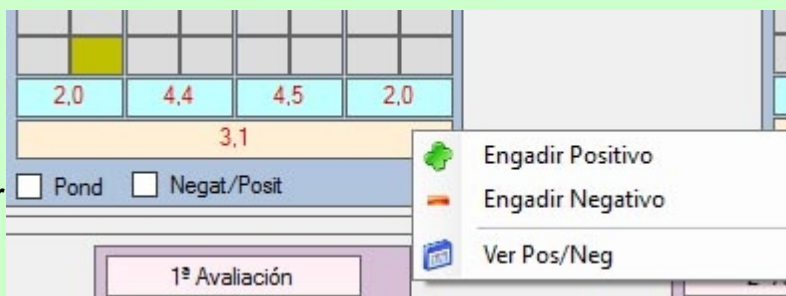 2,0 4,4 4,5 2,0
3,1
Engadir Positivo
Pond Negat/Posit
Engadir Negativo
Ver Pos/Neg
1ª Avaliación